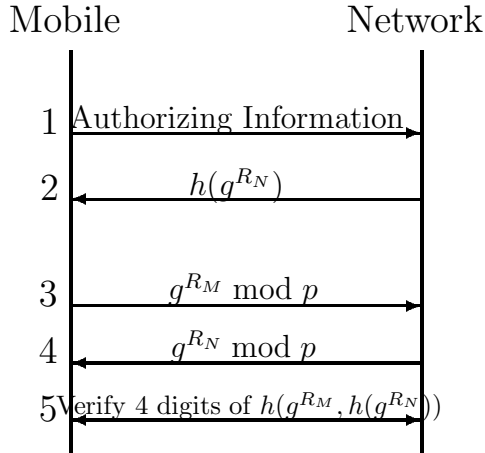 Mobile Network
1 Authorizing Information
2 h(g^{R_N})
3 g^{R_M} mod p
4 g^{R_N} mod p
5 Verify 4 digits of h(g^{R_M}, h(g^{R_N}))